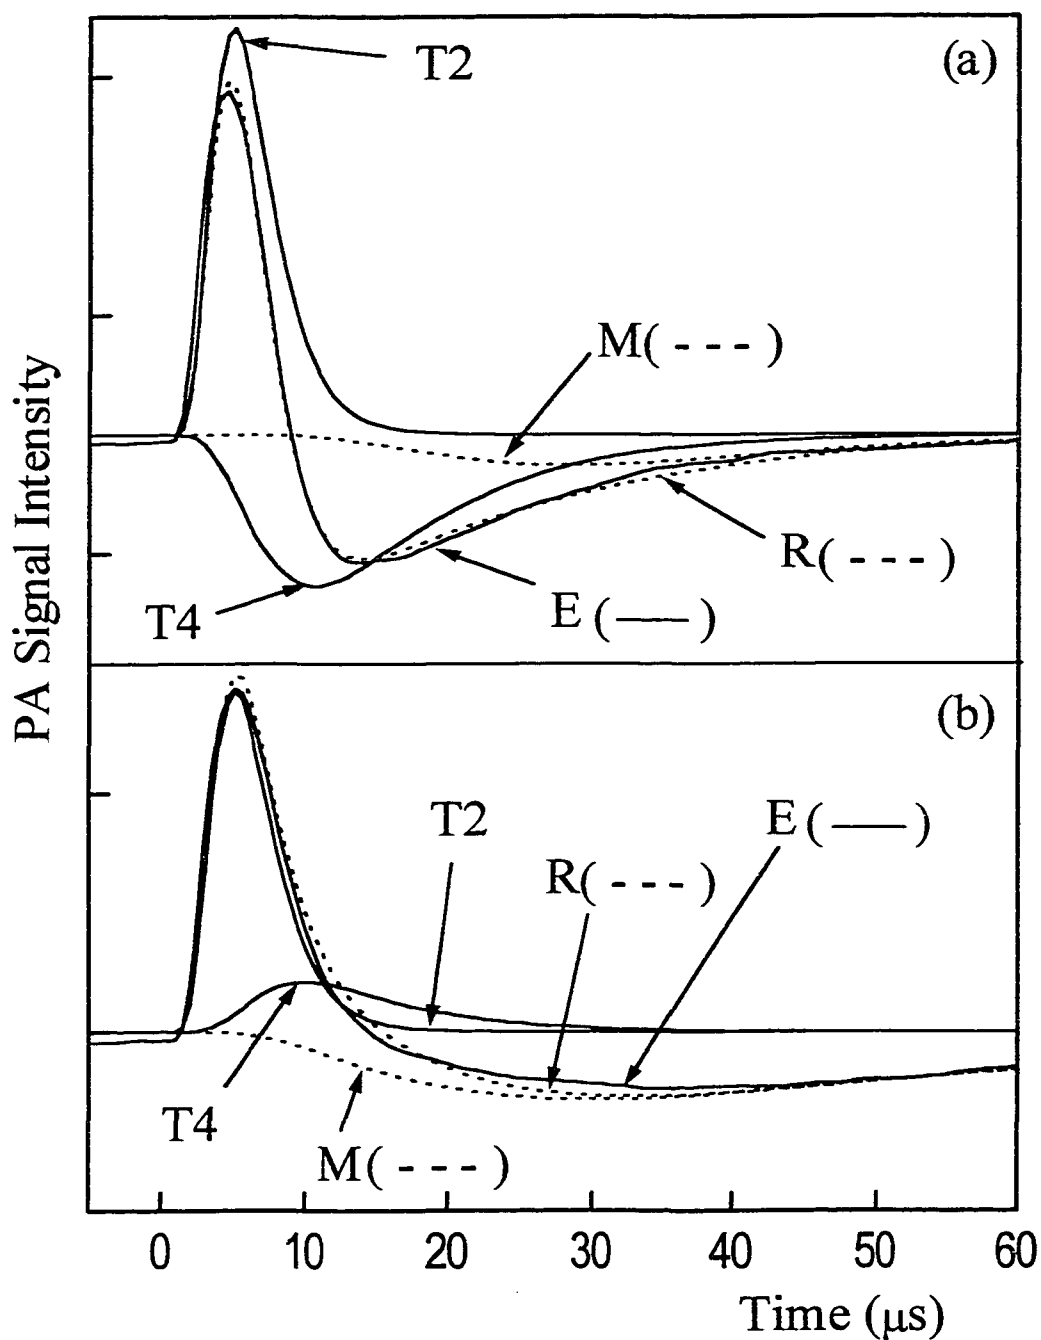 (a)
T2
M( - - - )
R( - - - )
E (——)
T4
PA Signal Intensity
(b)
T2
E (——)
R( - - - )
T4
M( - - - )
0 10 20 30 40 50 60
Time (μs)